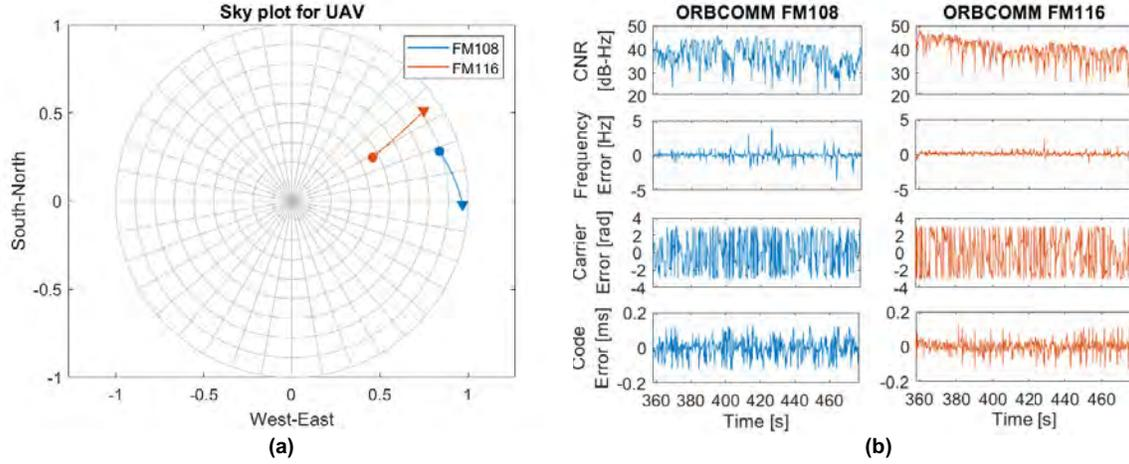 Sky plot for UAV
FM108
FM116
South-North
1
0.5
0
-0.5
-1
-1
-0.5
0
0.5
1
West-East
(a)
ORBCOMM FM108
ORBCOMM FM116
CNR
[dB-Hz]
50
40
30
20
50
40
30
20
Frequency
Error [Hz]
5
0
-5
5
0
-5
Carrier
Error [rad]
4
2
0
-2
-4
4
2
0
-2
-4
Code
Error [ms]
0.2
0
-0.2
0.2
0
-0.2
360 380 400 420 440 460
360 400 420 440 460
Time [s]
Time [s]
(b)